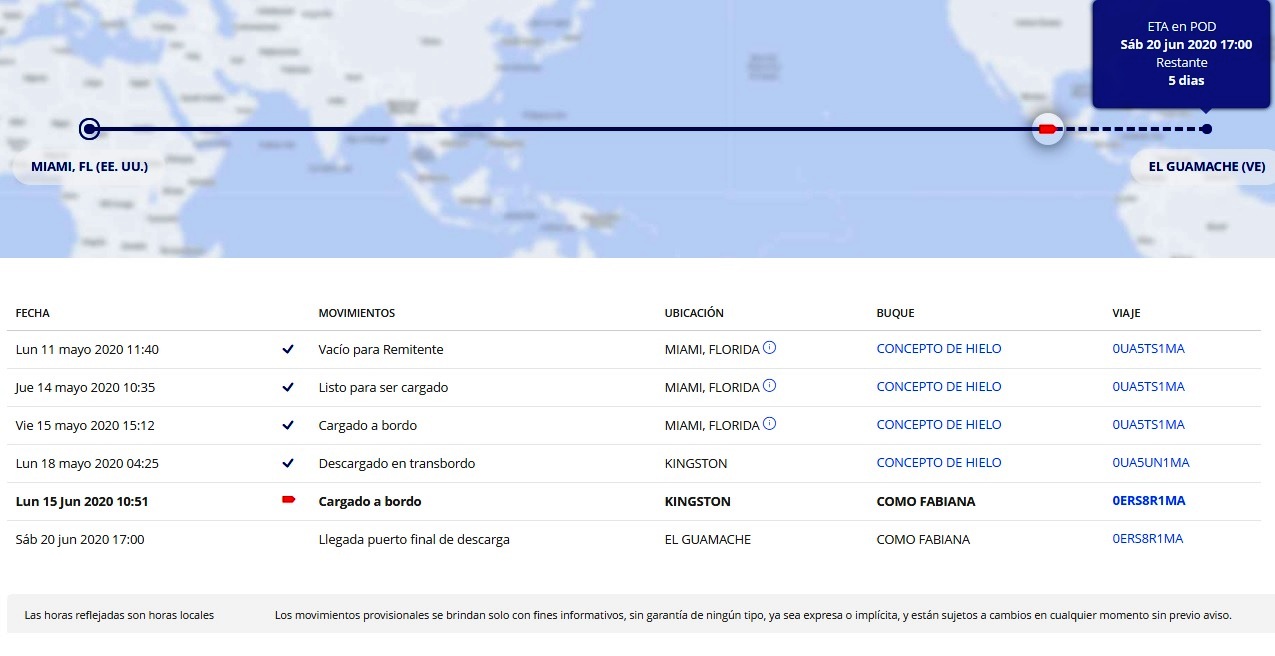 ETA en POD
Sáb 20 jun 2020 17:00
Restante
5 dias
MIAMI, FL (EE. UU.)
EL GUAMACHE (VE)
FECHA MOVIMIENTOS UBICACIÓN BUQUE VIAJE
Lun 11 mayo 2020 11:40 Vacío para Remitente MIAMI, FLORIDA CONCEPTO DE HIELO 0UA5TS1MA
Jue 14 mayo 2020 10:35 Listo para ser cargado MIAMI, FLORIDA CONCEPTO DE HIELO 0UA5TS1MA
Vie 15 mayo 2020 15:12 Cargado a bordo MIAMI, FLORIDA CONCEPTO DE HIELO 0UA5TS1MA
Lun 18 mayo 2020 04:25 Descargado en transbordo KINGSTON CONCEPTO DE HIELO 0UA5UN1MA
Lun 15 Jun 2020 10:51 Cargado a bordo KINGSTON COMO FABIANA 0ERS8R1MA
Sáb 20 jun 2020 17:00 Llegada puerto final de descarga EL GUAMACHE COMO FABIANA 0ERS8R1MA
Las horas reflejadas son horas locales Los movimientos provisionales se brindan solo con fines informativos, sin garantía de ningún tipo, ya sea expresa o implícita, y están sujetos a cambios en cualquier momento sin previo aviso.